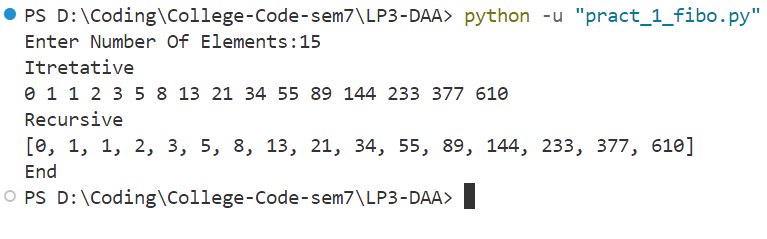 PS D:\Coding\College-Code-sem7\LP3-DAA> python -u "pract_1_fibo.py"
Enter Number Of Elements:15
Itretative
0 1 1 2 3 5 8 13 21 34 55 89 144 233 377 610
Recursive
[0, 1, 1, 2, 3, 5, 8, 13, 21, 34, 55, 89, 144, 233, 377, 610]
End
PS D:\Coding\College-Code-sem7\LP3-DAA>